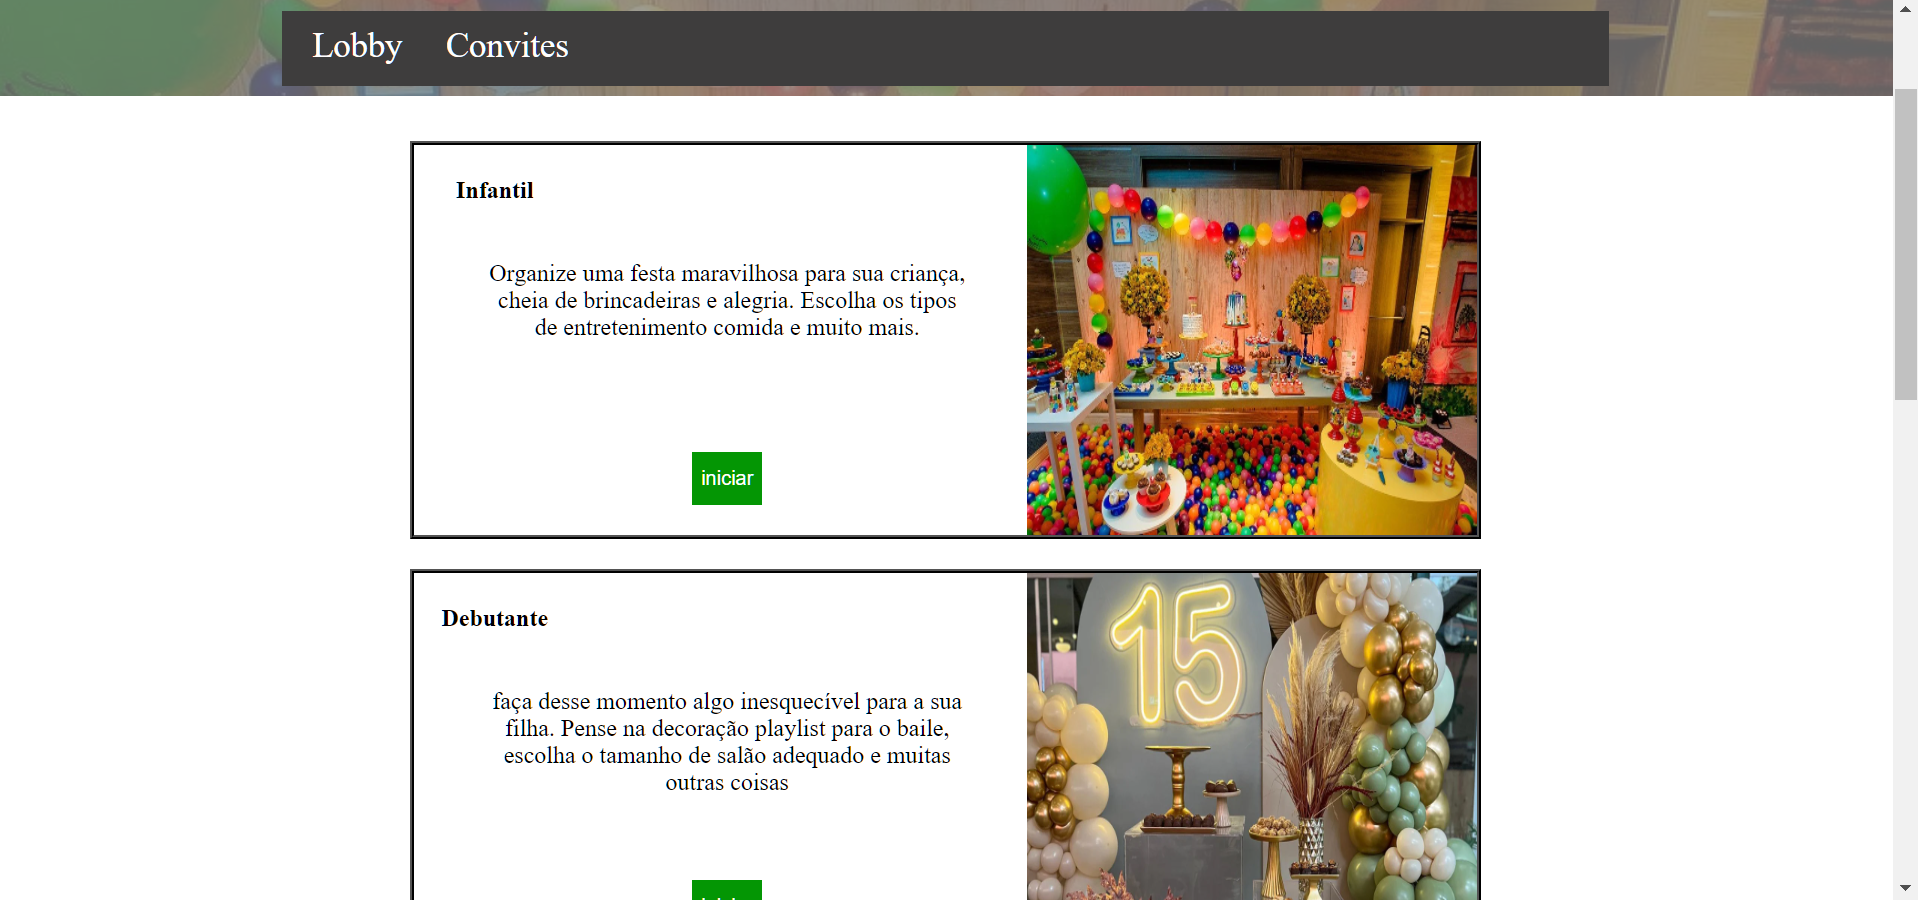 Lobby Convites
Infantil
Organize uma festa maravilhosa para sua criança,
cheia de brincadeiras e alegria. Escolha os tipos
de entretenimento comida e muito mais.
iniciar
Debutante
15
faça desse momento algo inesquecível para a sua
filha. Pense na decoração playlist para o baile,
escolha o tamanho de salão adequado e muitas
outras coisas